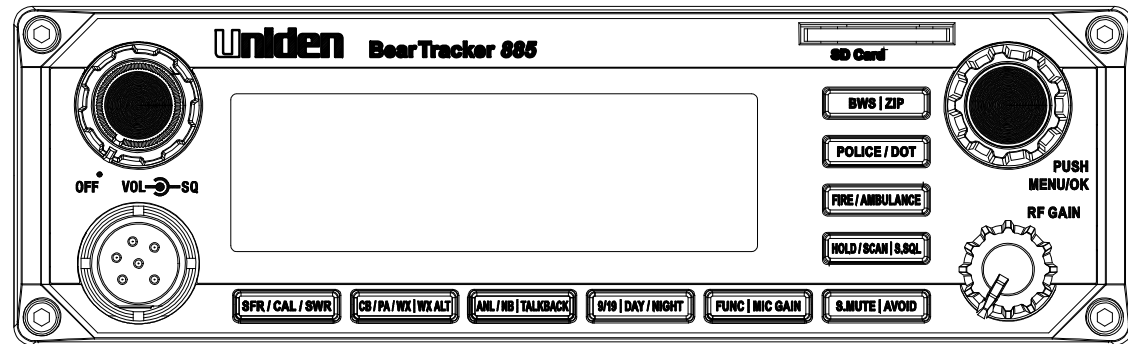 Uniden BearTracker 885
SD Card
BWS | ZIP
POLICE / DOT
PUSH
MENU/OK
OFF VOL SQ
FIRE / AMBULANCE
RF GAIN
HOLD / SCAN | S.SQL
SFR / CAL / SWR
CB / PA / WX | WX ALT
ANL / NB | TALKBACK
9/19 | DAY / NIGHT
FUNC | MIC GAIN
S.MUTE | AVOID